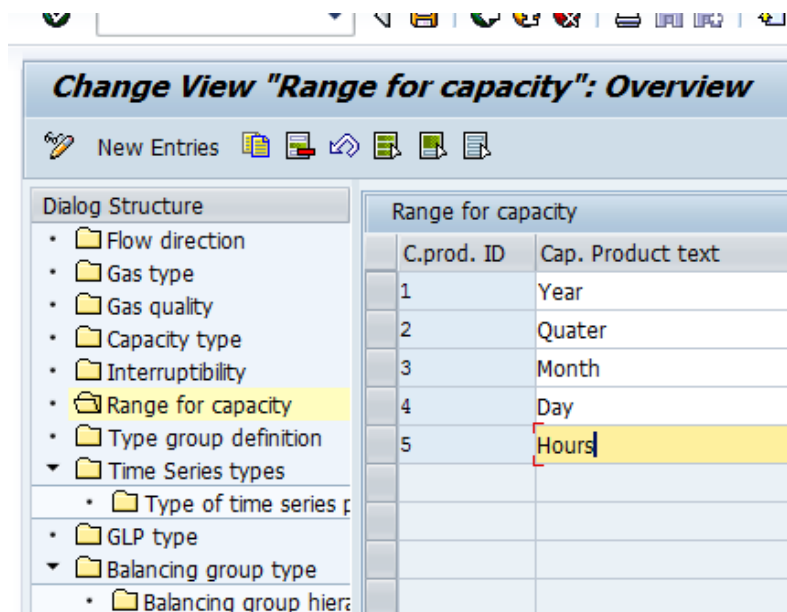 Change View "Range for capacity": Overview
New Entries
Dialog Structure
Flow direction
Gas type
Gas quality
Capacity type
Interruptibility
Range for capacity
Type group definition
Time Series types
Type of time series p
GLP type
Balancing group type
Balancing group hiera
Range for capacity
C.prod. ID Cap. Product text
1 Year
2 Quater
3 Month
4 Day
5 Hours